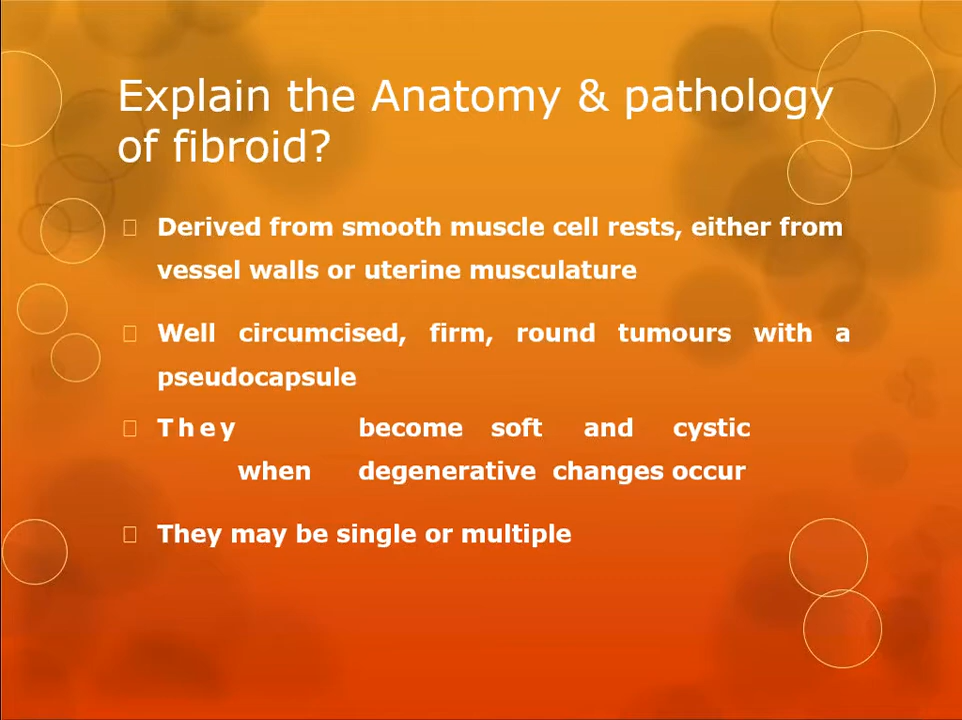 Explain the Anatomy & pathology
of fibroid?
Derived from smooth muscle cell rests, either from
vessel walls or uterine musculature
Well circumcised, firm, round tumours with a
pseudocapsule
They become soft and cystic
when degenerative changes occur
They may be single or multiple